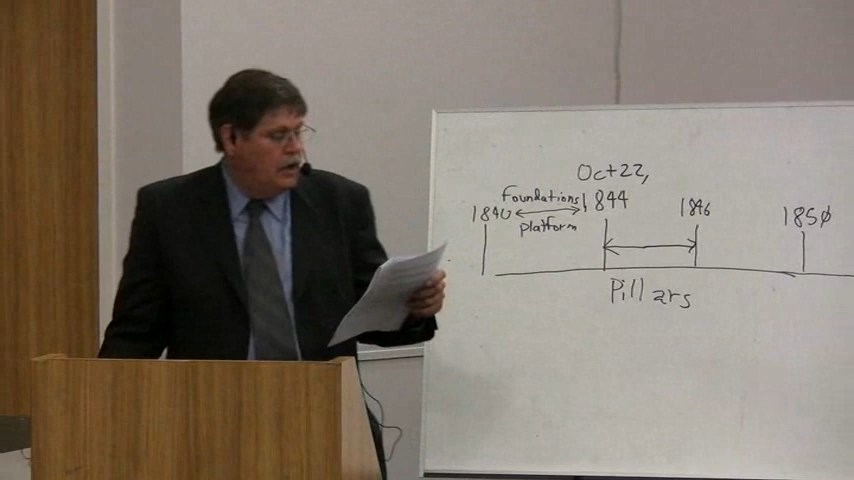 Oct 22,
Foundations
1840 1844 1846 1850
platform
Pillars